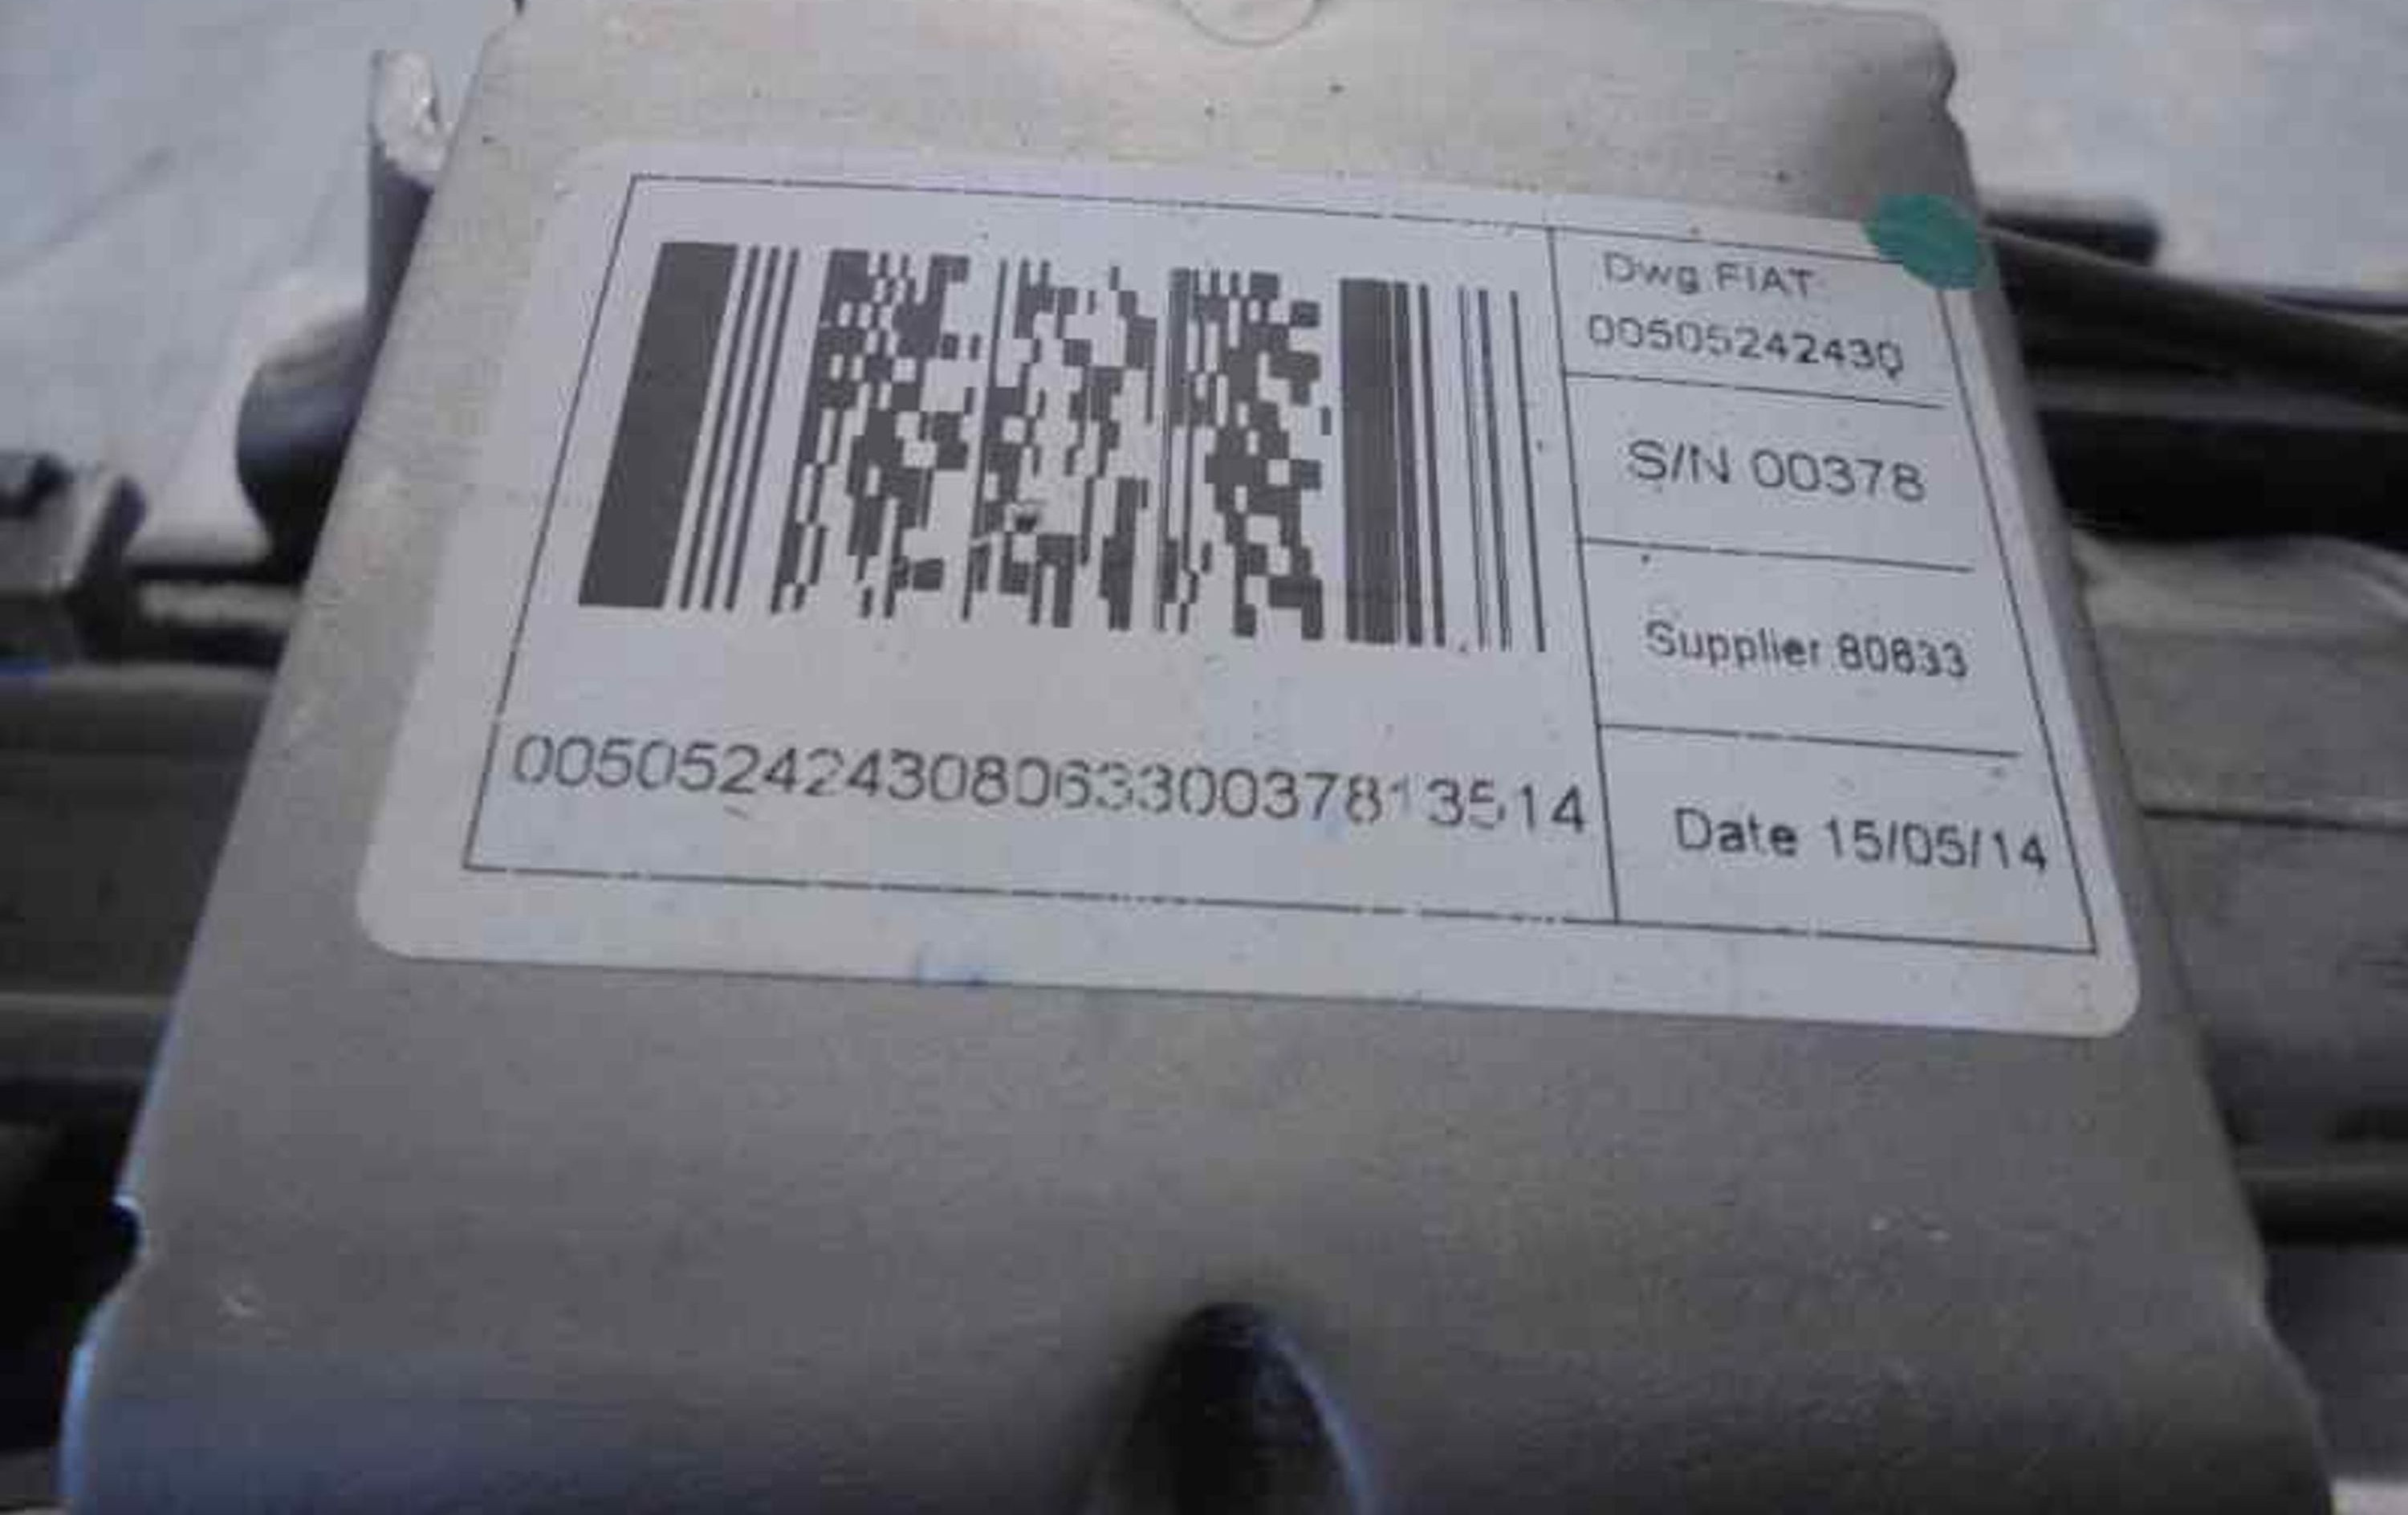 Dwg FIAT
00505242430
S/N 00378
Supplier 80633
00505242430806330037813514
Date 15/05/14